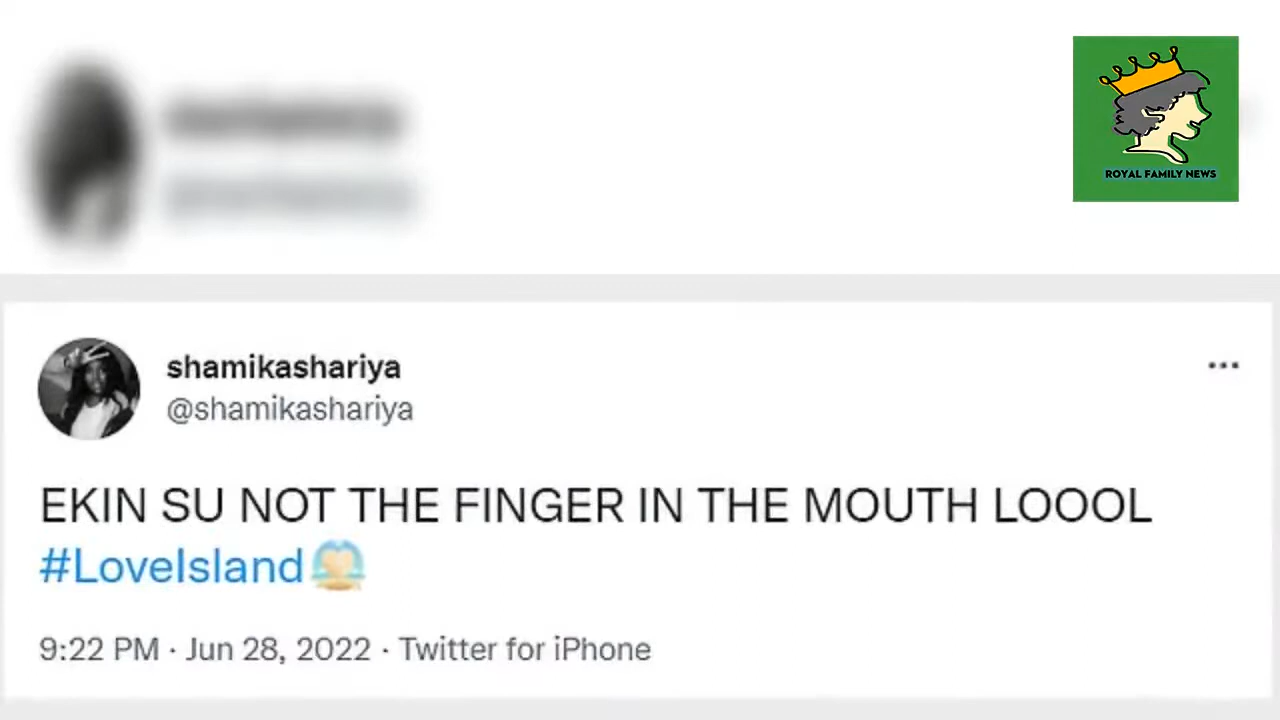 ROYAL FAMILY NEWS
shamikashariya
@shamikashariya
EKIN SU NOT THE FINGER IN THE MOUTH LOOOL
#LoveIsland
9:22 PM · Jun 28, 2022 · Twitter for iPhone